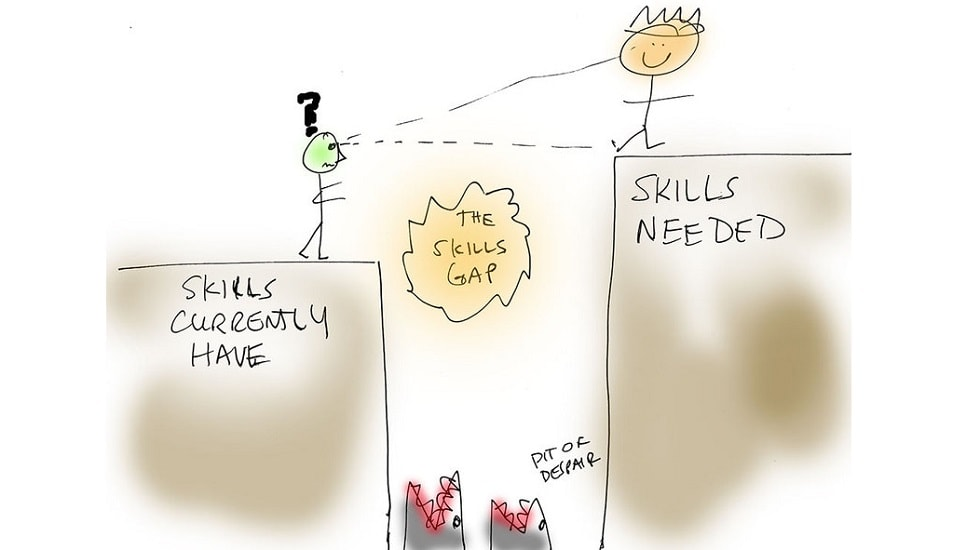 ?
THE
SKILLS
GAP
SKILLS
NEEDED
SKILLS
CURRENTLY
HAVE
PIT OF
DESPAIR